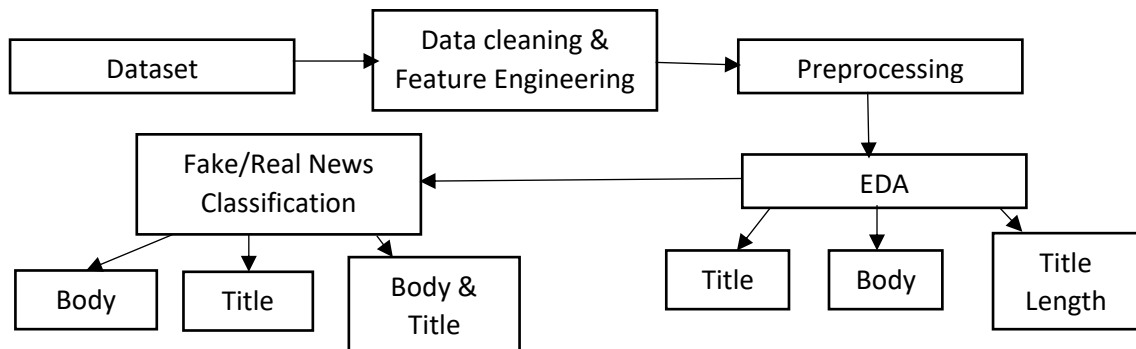 Dataset
Data cleaning &
Feature Engineering
Preprocessing
Fake/Real News
Classification
EDA
Body
Title
Body &
Title
Title
Body
Title
Length